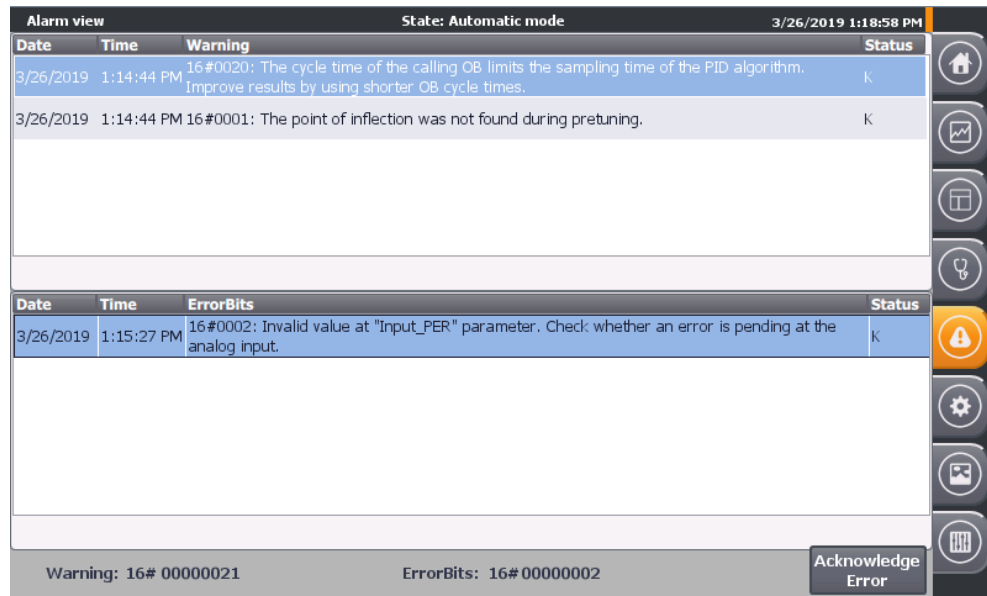 Alarm view State: Automatic mode 3/26/2019 1:18:58 PM
Date Time Warning Status
3/26/2019 1:14:44 PM 16#0020: The cycle time of the calling OB limits the sampling time of the PID algorithm. K
Improve results by using shorter OB cycle times.
3/26/2019 1:14:44 PM 16#0001: The point of inflection was not found during pretuning. K
Date Time ErrorBits Status
3/26/2019 1:15:27 PM 16#0002: Invalid value at "Input_PER" parameter. Check whether an error is pending at the K
analog input.
Warning: 16# 00000021 ErrorBits: 16# 00000002 Acknowledge
Error